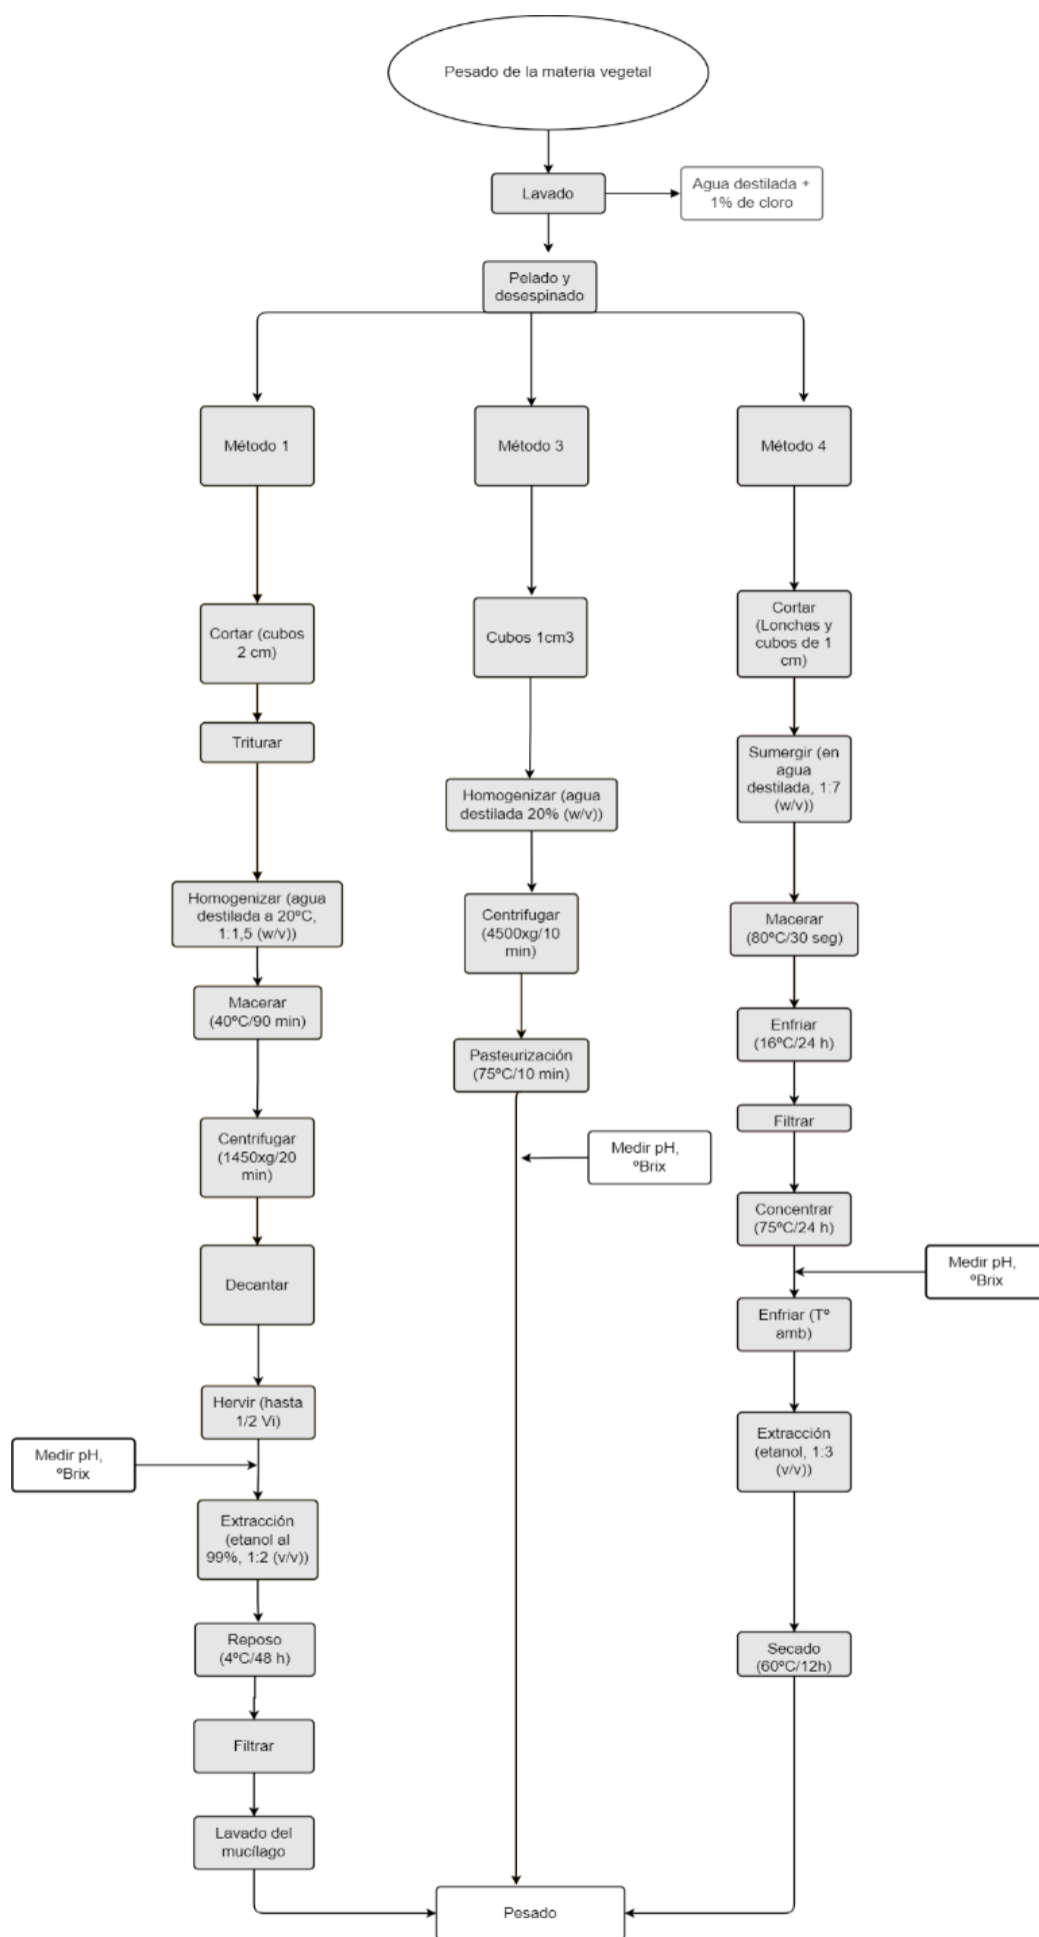 Pesado de la materia vegetal
Lavado
Agua destilada +
1% de cloro
Pelado y
desespinado
Método 1
Método 3
Método 4
Cortar (cubos
2 cm)
Triturar
Homogenizar (agua
destilada a 20ºC,
1:1,5 (w/v))
Macerar
(40ºC/90 min)
Centrifugar
(1450xg/20
min)
Decantar
Hervir (hasta
1/2 Vi)
Medir pH,
ºBrix
Extracción
(etanol al
99%, 1:2 (v/v))
Reposo
(4ºC/48 h)
Filtrar
Lavado del
mucílago
Cubos 1cm3
Homogenizar (agua
destilada 20% (w/v))
Centrifugar
(4500xg/10
min)
Pasteurización
(75ºC/10 min)
Medir pH,
ºBrix
Cortar
(Lonchas y
cubos de 1
cm)
Sumergir (en
agua
destilada, 1:7
(w/v))
Macerar
(80ºC/30 seg)
Enfriar
(16ºC/24 h)
Filtrar
Concentrar
(75ºC/24 h)
Medir pH,
ºBrix
Enfriar (Tº
amb)
Extracción
(etanol, 1:3
(v/v))
Secado
(60ºC/12h)
Pesado